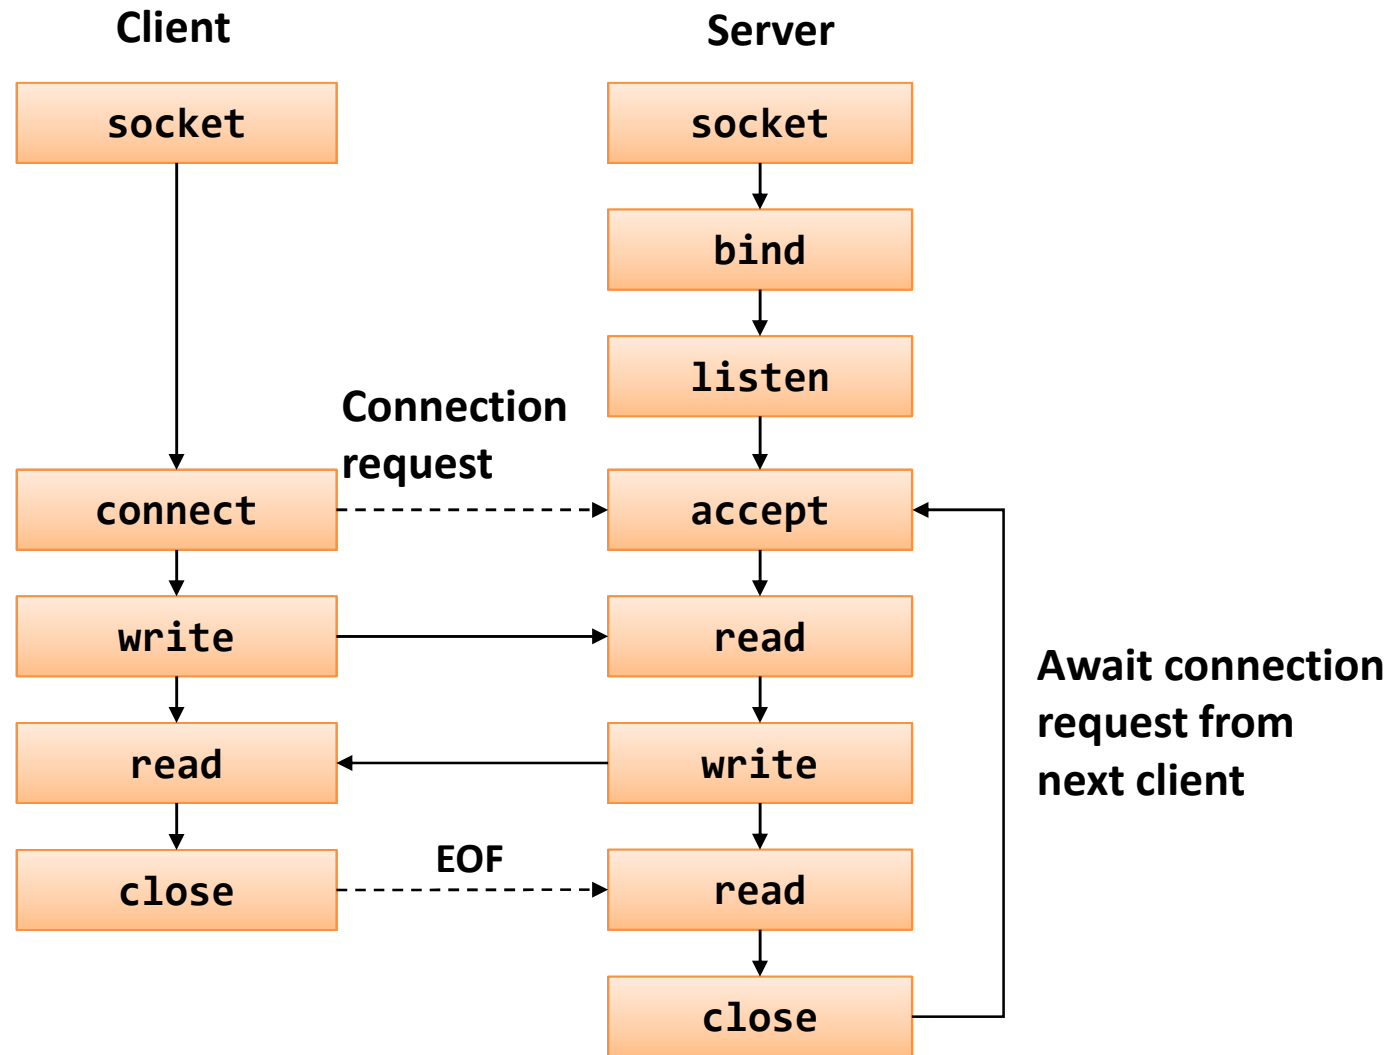 Client
Server
socket
socket
bind
listen
Connection
request
connect
accept
write
read
Await connection
request from
next client
read
write
EOF
close
read
close